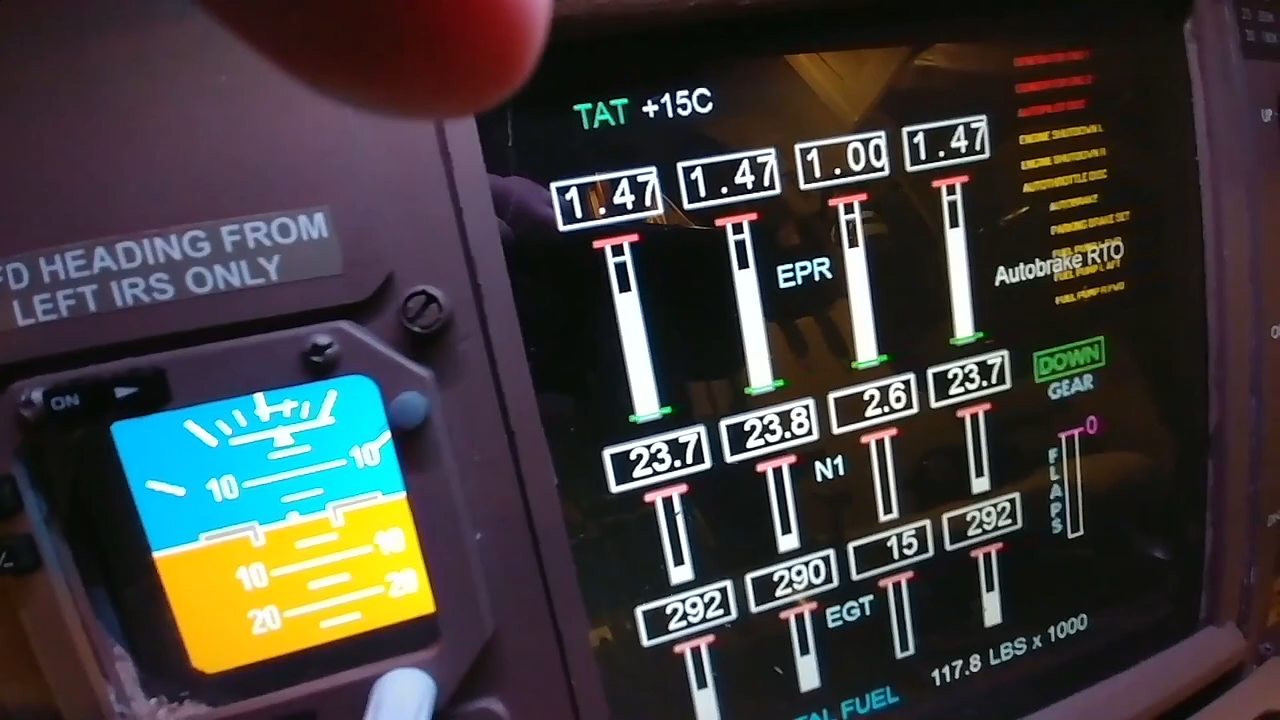 TAT +15C
1.47 1.47 1.00 1.47
EPR
Autobrake RTO
ENGINE SHUTDOWN L
ENGINE SHUTDOWN R
AUTOTHROTTLE DISC
AUTOBRAKE
PARKING BRAKE SET
FUEL PUMP L AFT
FUEL PUMP R FWD
HEADING FROM
LEFT IRS ONLY
ON
DOWN
GEAR
23.7 23.8 2.6 23.7
N1
0
FLAPS
292 290 15 292
EGT
117.8 LBS x 1000
FUEL
10 10
10 10
20 20
UP